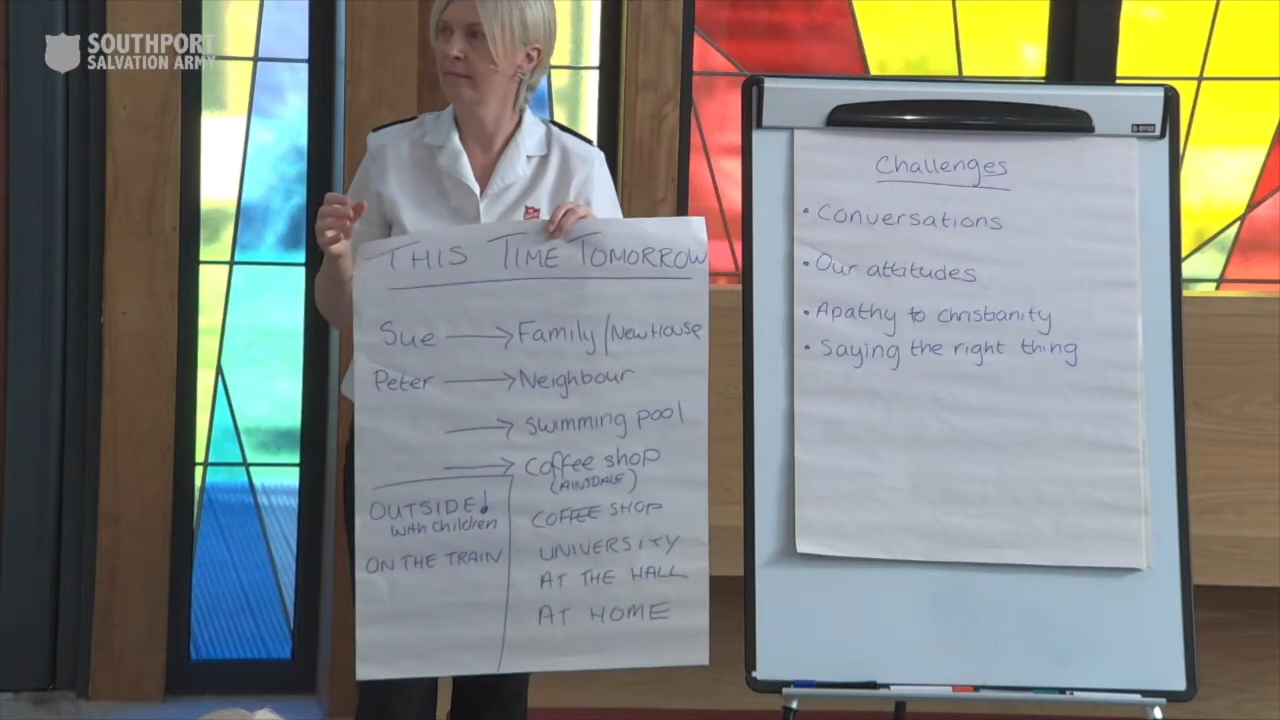 SOUTHPORT
SALVATION ARMY
THIS TIME TOMORROW
Sue → Family/New House
Peter → Neighbour
→ swimming pool
→ Coffee shop
(AINSDALE)
OUTSIDE!
with children
ON THE TRAIN
COFFEE SHOP
UNIVERSITY
AT THE HALL
AT HOME
Challenges
• Conversations
• Our attitudes
• Apathy to christianity
• Saying the right thing